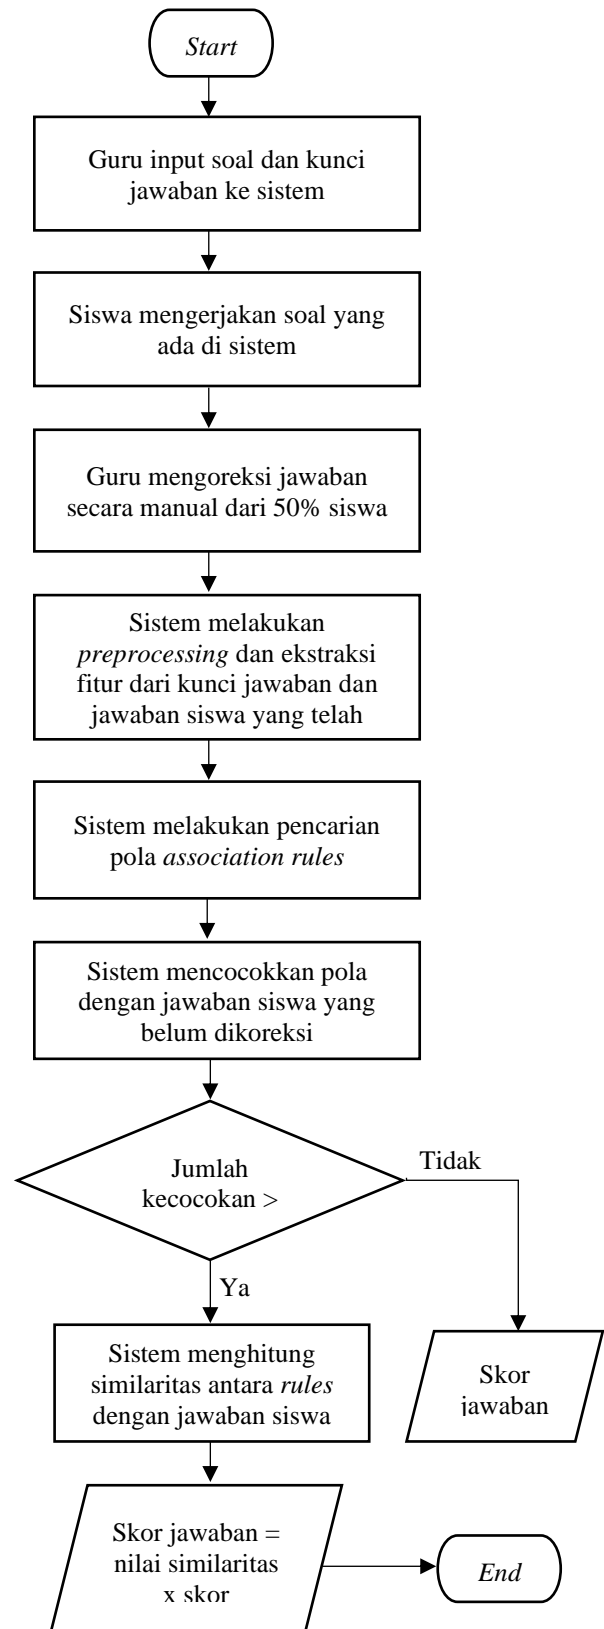 Start
Guru input soal dan kunci
jawaban ke sistem
Siswa mengerjakan soal yang
ada di sistem
Guru mengoreksi jawaban
secara manual dari 50% siswa
Sistem melakukan
preprocessing dan ekstraksi
fitur dari kunci jawaban dan
jawaban siswa yang telah
Sistem melakukan pencarian
pola association rules
Sistem mencocokkan pola
dengan jawaban siswa yang
belum dikoreksi
Jumlah
kecocokan >
Tidak
Ya
Sistem menghitung
similaritas antara rules
dengan jawaban siswa
Skor
jawaban
Skor jawaban =
nilai similaritas
x skor
End